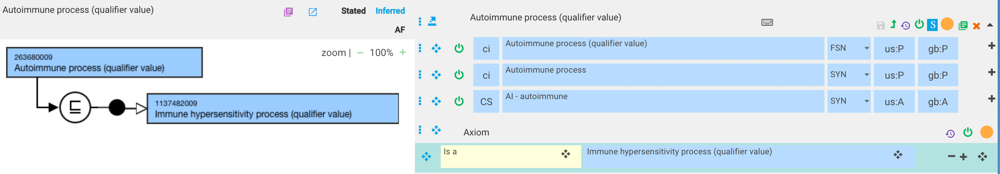 Autoimmune process (qualifier value)
Stated Inferred
AF
zoom | − 100% +
263680009
Autoimmune process (qualifier value)
⊑
1137482009
Immune hypersensitivity process (qualifier value)
Autoimmune process (qualifier value)
S
ci Autoimmune process (qualifier value) FSN us:P gb:P +
ci Autoimmune process SYN us:P gb:P +
CS AI - autoimmune SYN us:A gb:A +
Axiom
Is a Immune hypersensitivity process (qualifier value) − +